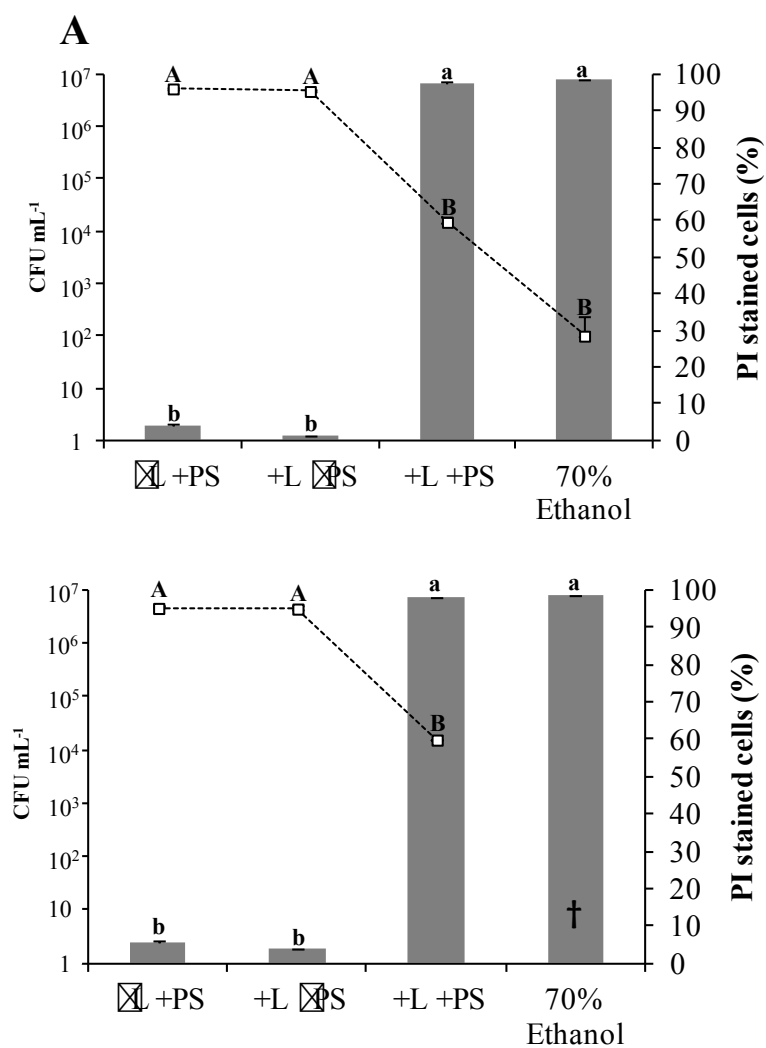 A
A A a a
10⁷ 100
10⁶ 90
10⁵ 80
10⁴ 70
10³ 60
10² 50
10 40
1 30
20
10
0
CFU mL⁻¹
PI stained cells (%)
B
B
b b
L +PS +L PS +L +PS 70%
Ethanol
A A a a
10⁷ 100
10⁶ 90
10⁵ 80
10⁴ 70
10³ 60
10² 50
10 40
1 30
20
10
0
CFU mL⁻¹
PI stained cells (%)
B
†
b b
L +PS +L PS +L +PS 70%
Ethanol